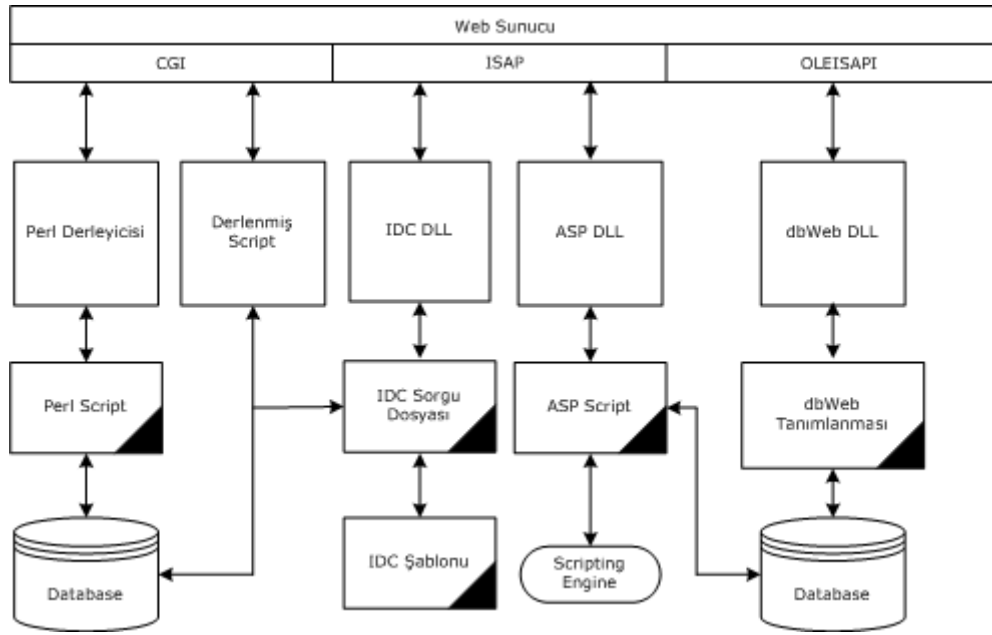 Web Sunucu
CGI
ISAP
OLEISAPI
Perl Derleyicisi
Derlenmiş
Script
IDC DLL
ASP DLL
dbWeb DLL
Perl Script
IDC Sorgu
Dosyası
ASP Script
dbWeb
Tanımlanması
Database
IDC Şablonu
Scripting
Engine
Database